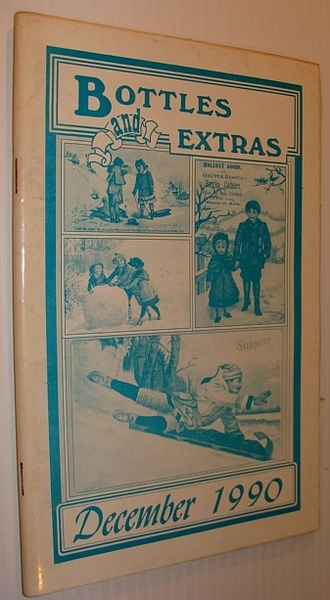 BOTTLES
and
EXTRAS
HOLIDAY GOODS.
Soapine
December 1990